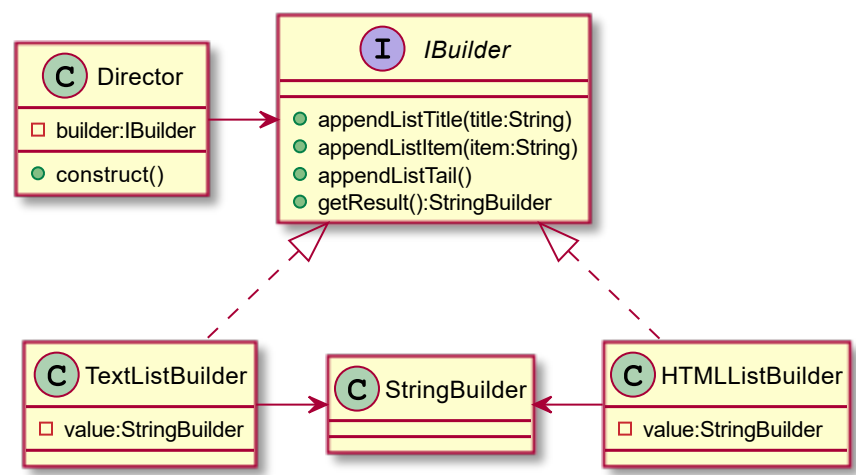 C Director
builder:IBuilder
construct()
I IBuilder
appendListTitle(title:String)
appendListItem(item:String)
appendListTail()
getResult():StringBuilder
C TextListBuilder
value:StringBuilder
C StringBuilder
C HTMLListBuilder
value:StringBuilder